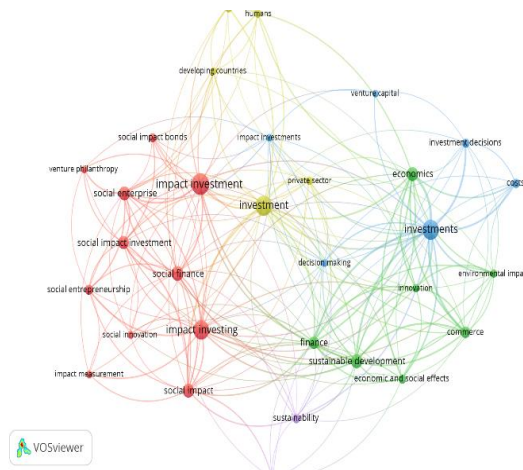 humans
developing countries
venture capital
social impact bonds
impact investments
investment decisions
venture philanthropy
economics
private sector
impact investment
costs
social enterprise
investment
investments
social impact investment
decision making
social finance
environmental impa
social entrepreneurship
innovation
impact investing
commerce
social innovation
finance
sustainable development
impact measurement
economic and social effects
social impact
sustainability
VOSviewer